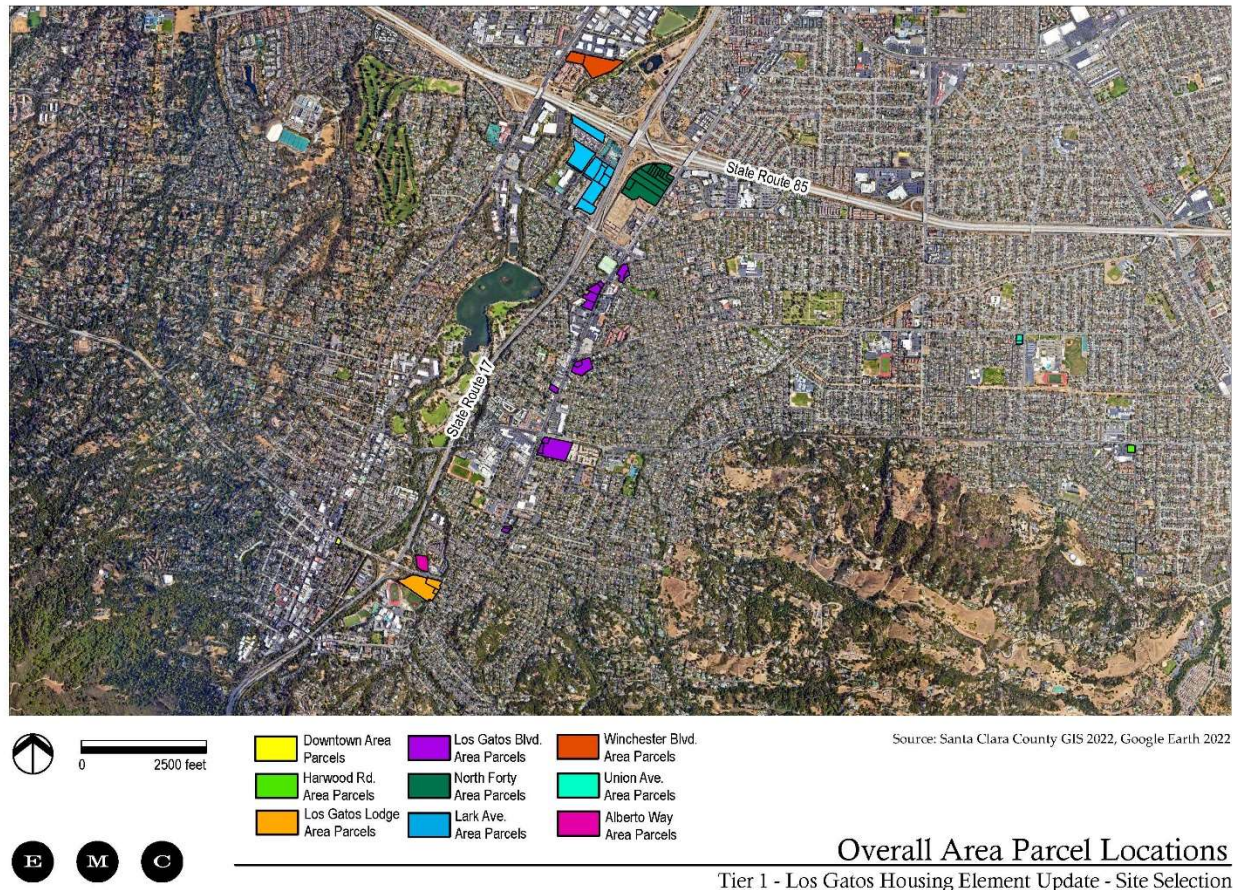 State Route 85
State Route 17
0 2500 feet
Downtown Area
Parcels
Harwood Rd.
Area Parcels
Los Gatos Lodge
Area Parcels
Los Gatos Blvd.
Area Parcels
North Forty
Area Parcels
Lark Ave.
Area Parcels
Winchester Blvd.
Area Parcels
Union Ave.
Area Parcels
Alberto Way
Area Parcels
Source: Santa Clara County GIS 2022, Google Earth 2022
E M C
Overall Area Parcel Locations
Tier 1 - Los Gatos Housing Element Update - Site Selection